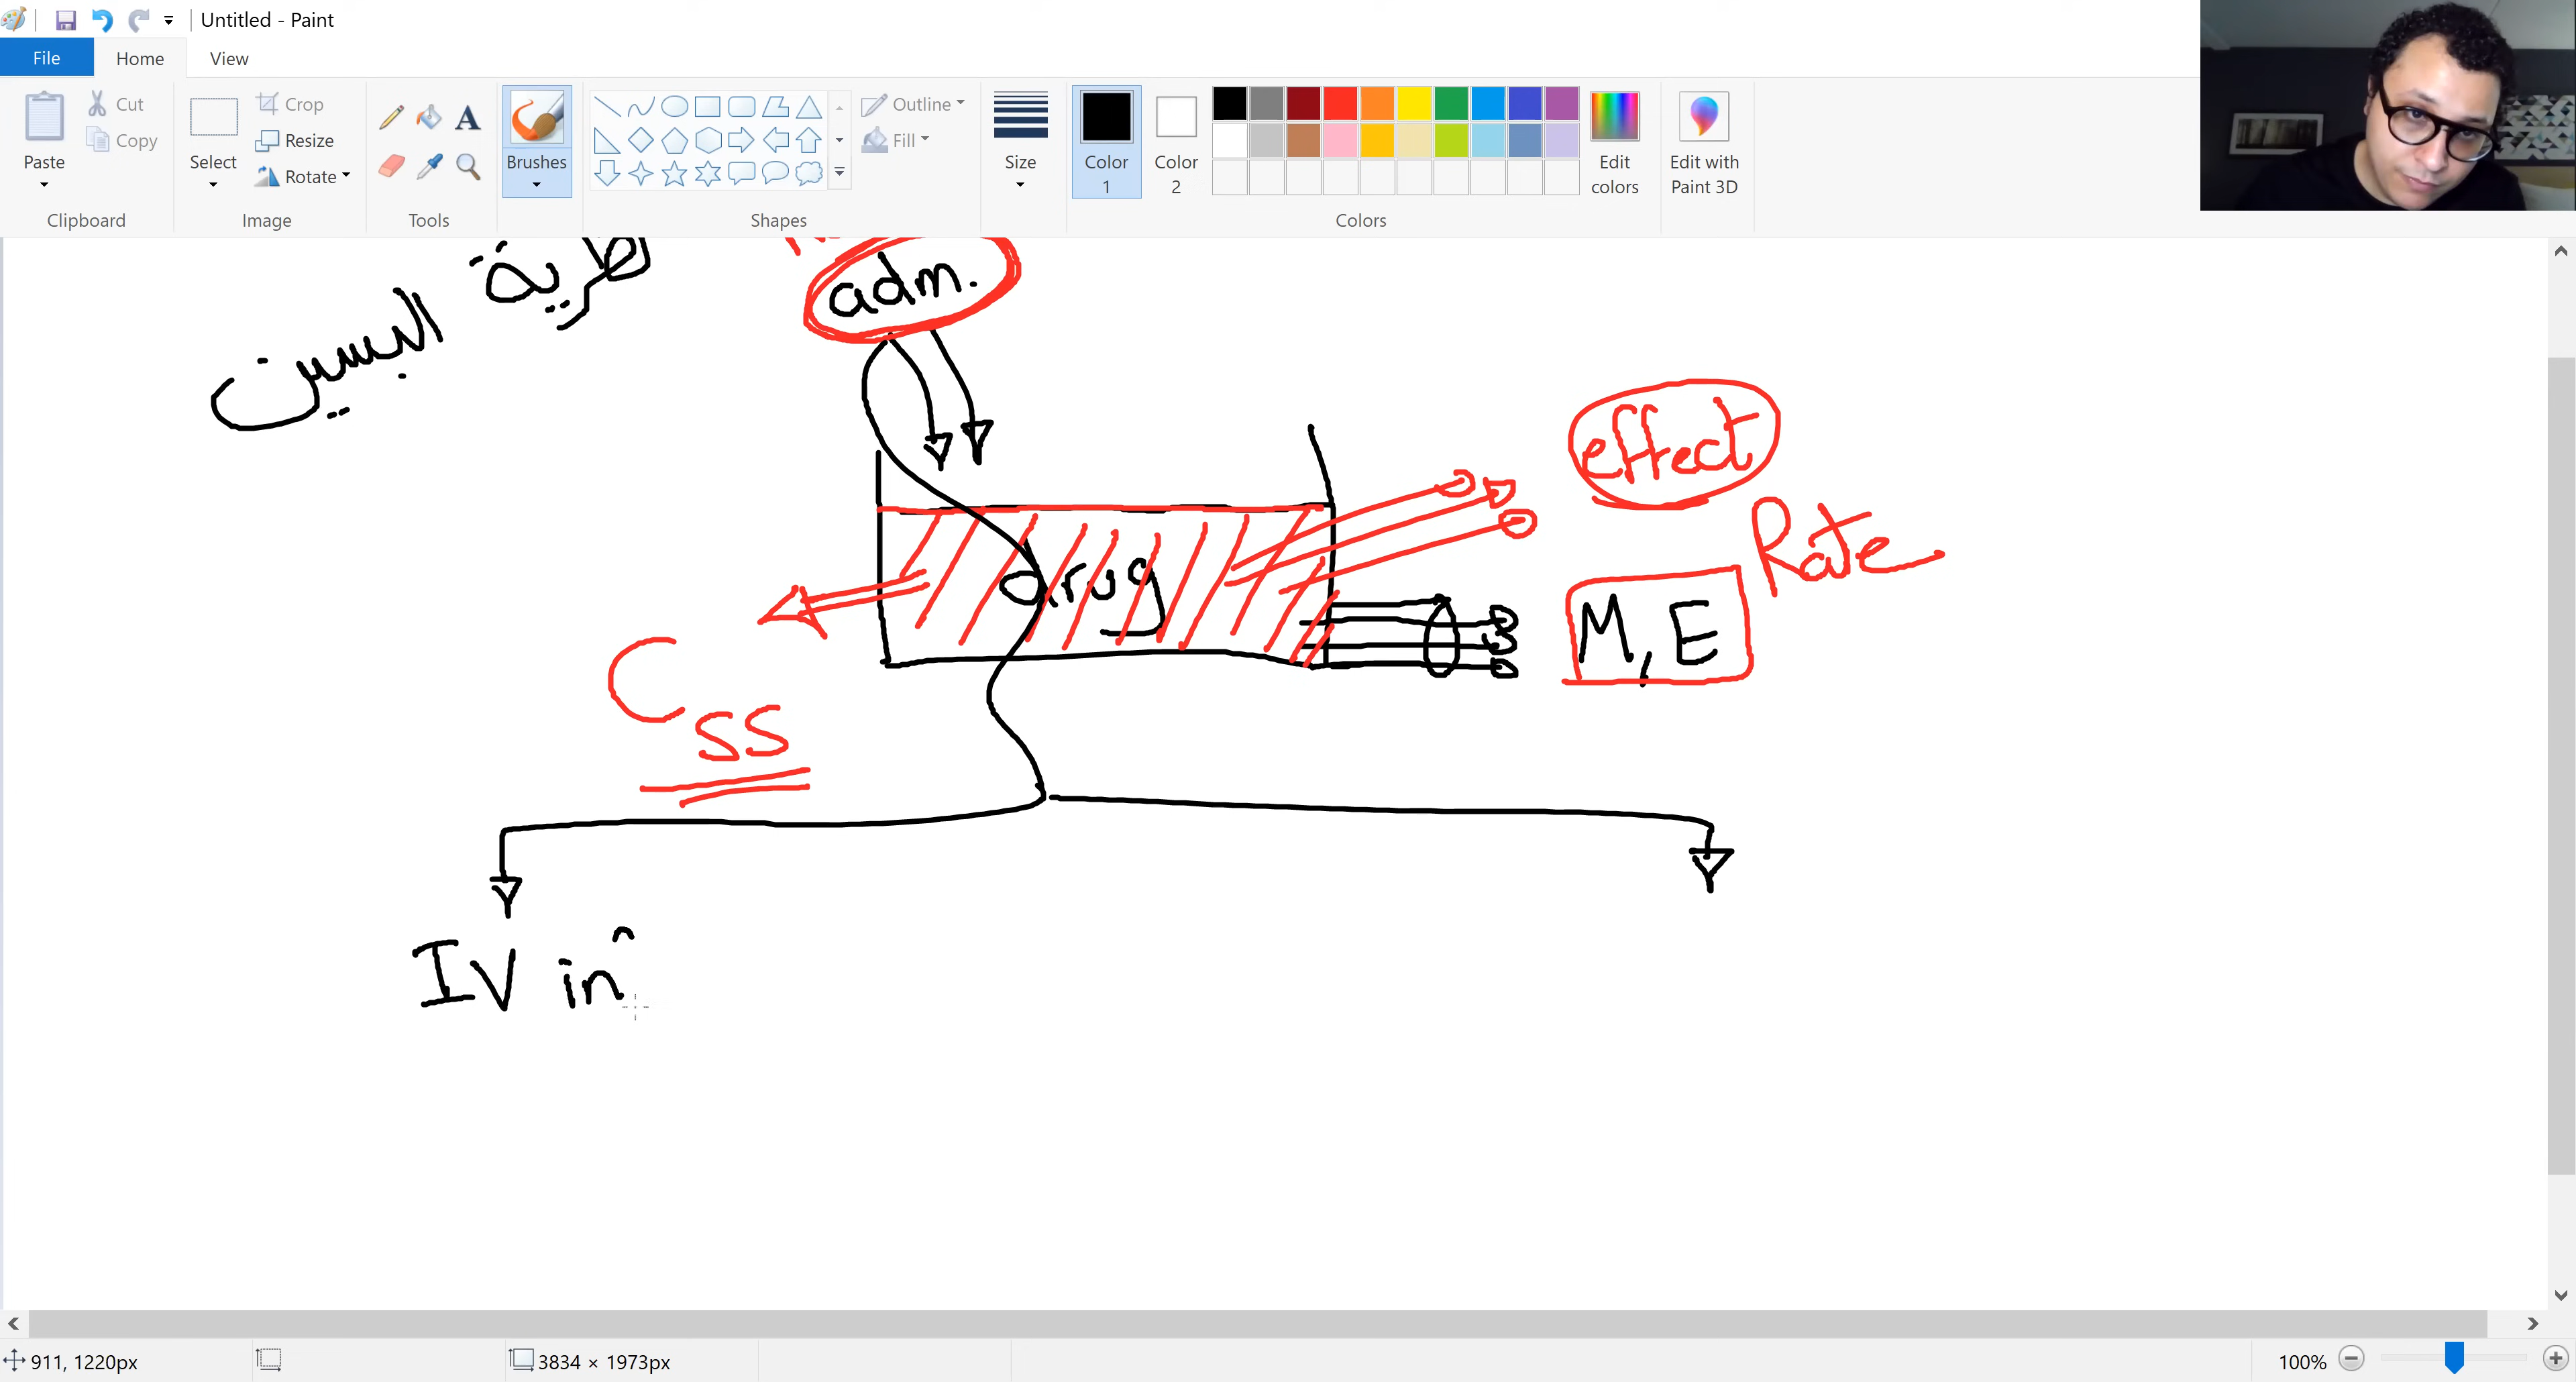 Untitled - Paint
File Home View
Paste
Cut
Copy
Clipboard
Select
Crop
Resize
Rotate
Image
Tools
Brushes
Shapes
Outline
Fill
Size
Color 1
Color 2
Colors
Edit colors
Edit with Paint 3D
البسين
adm.
effect
Rate
drug
M, E
Css
IV in
911, 1220px
3834 × 1973px
100%